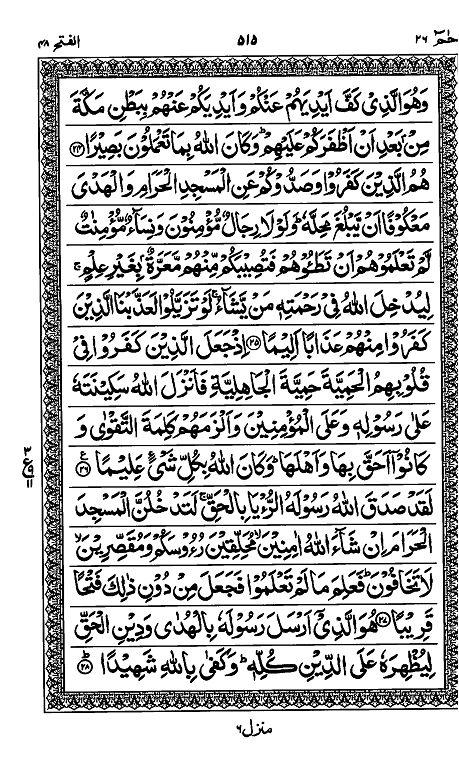 حٰمٓ ۲۶
۵۱۵
الفتح ۴۸
وَهُوَ الَّذِیْ كَفَّ اَیْدِیَهُمْ عَنْكُمْ وَاَیْدِیَكُمْ عَنْهُمْ بِبَطْنِ مَكَّةَ
مِنْۢ بَعْدِ اَنْ اَظْفَرَكُمْ عَلَیْهِمْؕ وَكَانَ اللّٰهُ بِمَا تَعْمَلُوْنَ بَصِیْرًا ﴿۲۴﴾
هُمُ الَّذِیْنَ كَفَرُوْا وَصَدُّوْكُمْ عَنِ الْمَسْجِدِ الْحَرَامِ وَالْهَدْیَ
مَعْكُوْفًا اَنْ یَّبْلُغَ مَحِلَّهٗؕ وَلَوْلَا رِجَالٌ مُّؤْمِنُوْنَ وَنِسَآءٌ مُّؤْمِنٰتٌ
لَّمْ تَعْلَمُوْهُمْ اَنْ تَطَـُٔوْهُمْ فَتُصِیْبَكُمْ مِّنْهُمْ مَّعَرَّةٌۢ بِغَیْرِ عِلْمٍۚ
لِیُدْخِلَ اللّٰهُ فِیْ رَحْمَتِهٖ مَنْ یَّشَآءُۚ لَوْ تَزَیَّلُوْا لَعَذَّبْنَا الَّذِیْنَ
كَفَرُوْا مِنْهُمْ عَذَابًا اَلِیْمًا ﴿۲۵﴾ اِذْ جَعَلَ الَّذِیْنَ كَفَرُوْا فِیْ
قُلُوْبِهِمُ الْحَمِیَّةَ حَمِیَّةَ الْجَاهِلِیَّةِ فَاَنْزَلَ اللّٰهُ سَكِیْنَتَهٗ
عَلٰی رَسُوْلِهٖ وَعَلَی الْمُؤْمِنِیْنَ وَاَلْزَمَهُمْ كَلِمَةَ التَّقْوٰی وَ
كَانُوْۤا اَحَقَّ بِهَا وَاَهْلَهَاؕ وَكَانَ اللّٰهُ بِكُلِّ شَیْءٍ عَلِیْمًا ﴿۲۶﴾
۳
ع
۱۱
لَقَدْ صَدَقَ اللّٰهُ رَسُوْلَهُ الرُّءْیَا بِالْحَقِّۚ لَتَدْخُلُنَّ الْمَسْجِدَ
الْحَرَامَ اِنْ شَآءَ اللّٰهُ اٰمِنِیْنَۙ مُحَلِّقِیْنَ رُءُوْسَكُمْ وَمُقَصِّرِیْنَۙ
لَا تَخَافُوْنَؕ فَعَلِمَ مَا لَمْ تَعْلَمُوْا فَجَعَلَ مِنْ دُوْنِ ذٰلِكَ فَتْحًا
قَرِیْبًا ﴿۲۷﴾ هُوَ الَّذِیْۤ اَرْسَلَ رَسُوْلَهٗ بِالْهُدٰی وَدِیْنِ الْحَقِّ
لِیُظْهِرَهٗ عَلَی الدِّیْنِ كُلِّهٖؕ وَكَفٰی بِاللّٰهِ شَهِیْدًا ﴿۲۸﴾
منزل ۶